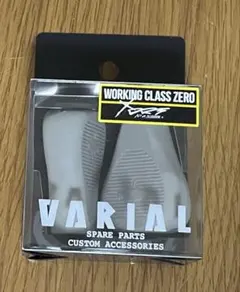 WORKING CLASS ZERO
VARIAL
SPARE PARTS
CUSTOM ACCESSORIES